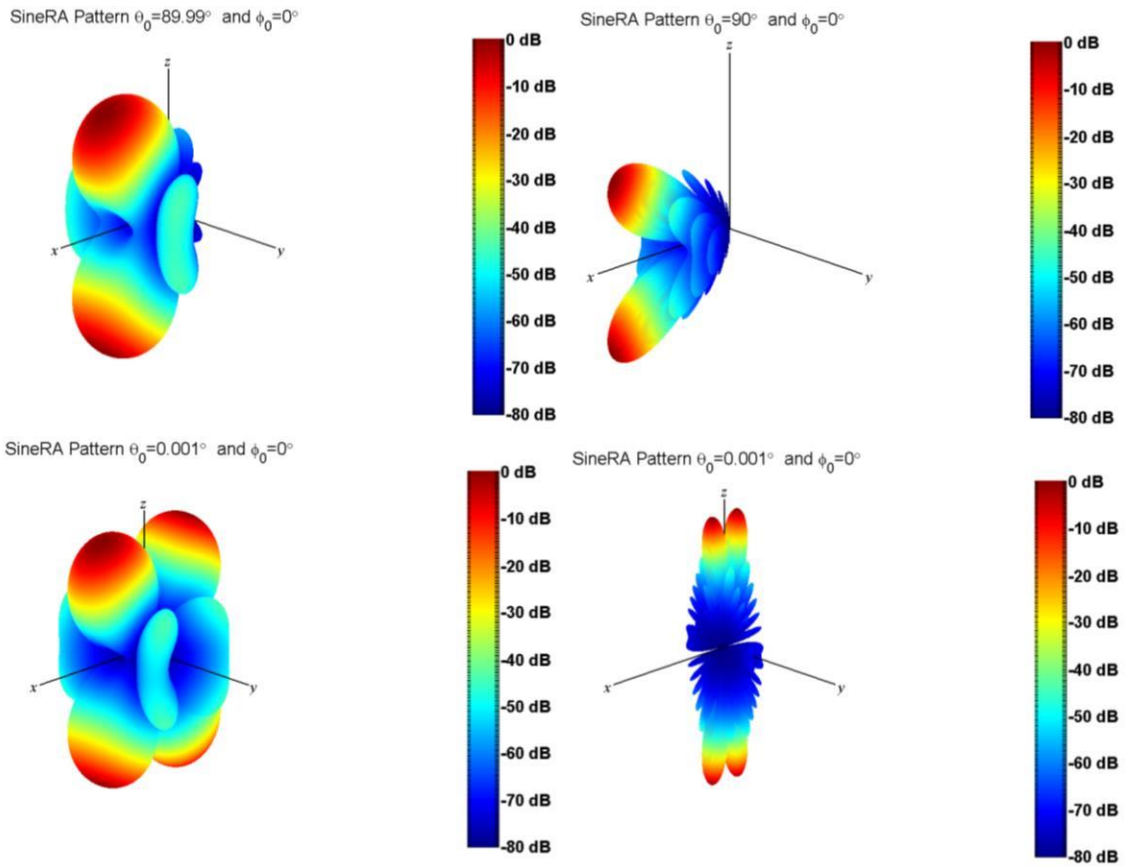 SineRA Pattern θ₀=89.99° and ϕ₀=0°
z
x
y
0 dB
-10 dB
-20 dB
-30 dB
-40 dB
-50 dB
-60 dB
-70 dB
-80 dB
SineRA Pattern θ₀=90° and ϕ₀=0°
z
x
y
0 dB
-10 dB
-20 dB
-30 dB
-40 dB
-50 dB
-60 dB
-70 dB
-80 dB
SineRA Pattern θ₀=0.001° and ϕ₀=0°
z
x
y
0 dB
-10 dB
-20 dB
-30 dB
-40 dB
-50 dB
-60 dB
-70 dB
-80 dB
SineRA Pattern θ₀=0.001° and ϕ₀=0°
z
x
y
0 dB
-10 dB
-20 dB
-30 dB
-40 dB
-50 dB
-60 dB
-70 dB
-80 dB